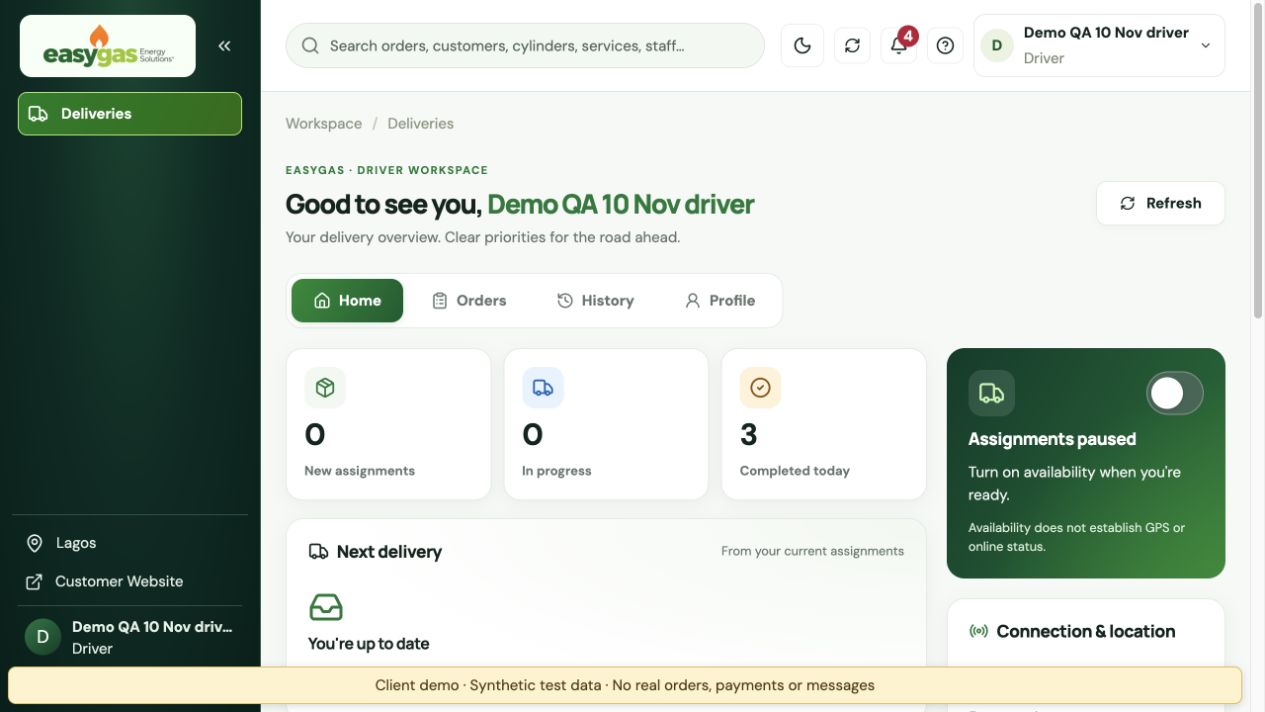 easygas Energy Solutions
Search orders, customers, cylinders, services, staff...
4
D
Demo QA 10 Nov driver
Driver
Deliveries
Workspace / Deliveries
EASYGAS · DRIVER WORKSPACE
Good to see you, Demo QA 10 Nov driver
Your delivery overview. Clear priorities for the road ahead.
Refresh
Home
Orders
History
Profile
0
New assignments
0
In progress
3
Completed today
Assignments paused
Turn on availability when you're
ready.
Availability does not establish GPS or
online status.
Next delivery
From your current assignments
You're up to date
Connection & location
Lagos
Customer Website
D
Demo QA 10 Nov driv...
Driver
Client demo · Synthetic test data · No real orders, payments or messages